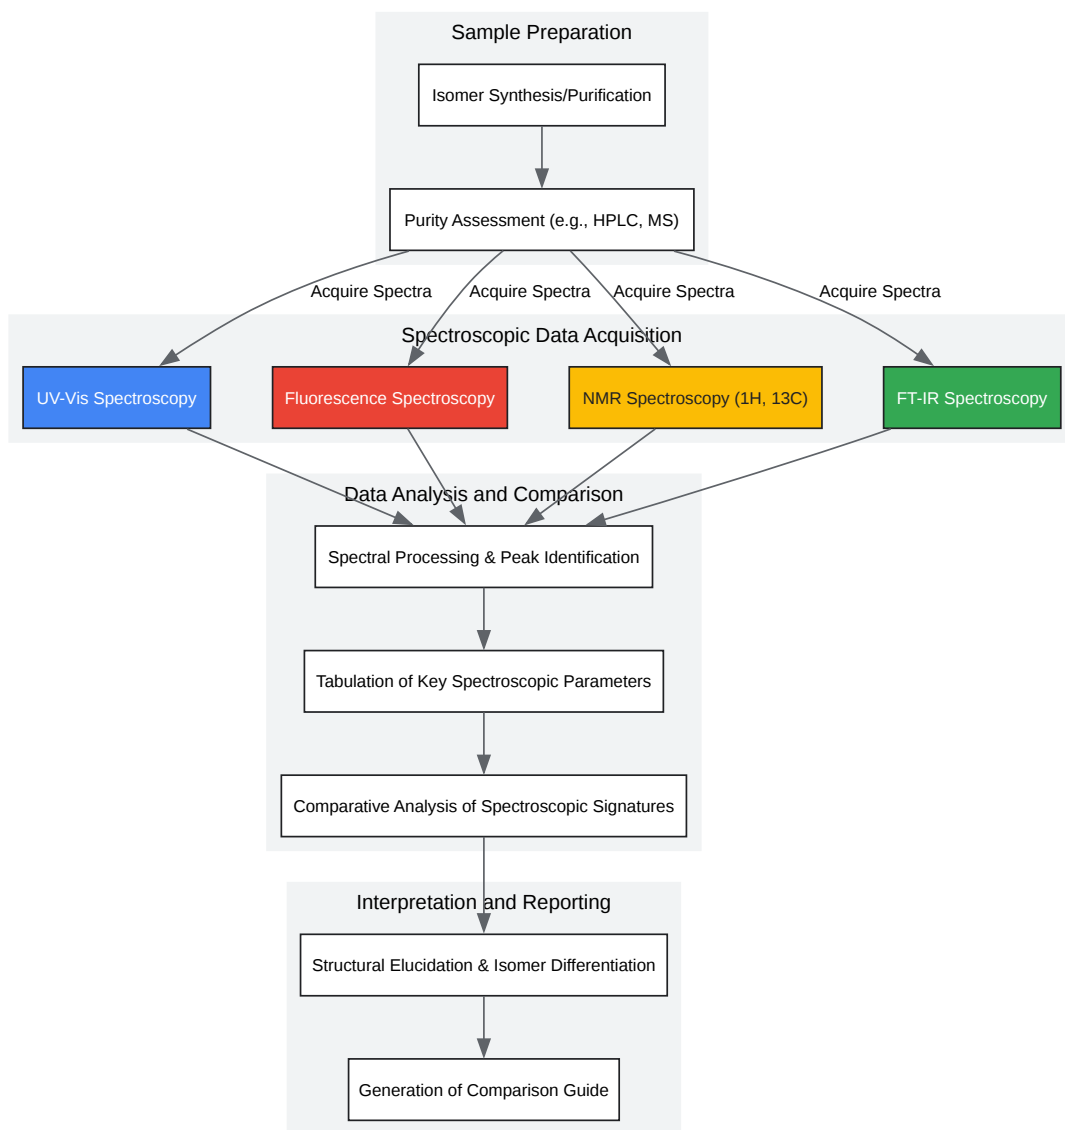 Sample Preparation
Isomer Synthesis/Purification
Purity Assessment (e.g., HPLC, MS)
Acquire Spectra
Acquire Spectra
Acquire Spectra
Acquire Spectra
Spectroscopic Data Acquisition
UV-Vis Spectroscopy
Fluorescence Spectroscopy
NMR Spectroscopy (1H, 13C)
FT-IR Spectroscopy
Data Analysis and Comparison
Spectral Processing & Peak Identification
Tabulation of Key Spectroscopic Parameters
Comparative Analysis of Spectroscopic Signatures
Interpretation and Reporting
Structural Elucidation & Isomer Differentiation
Generation of Comparison Guide